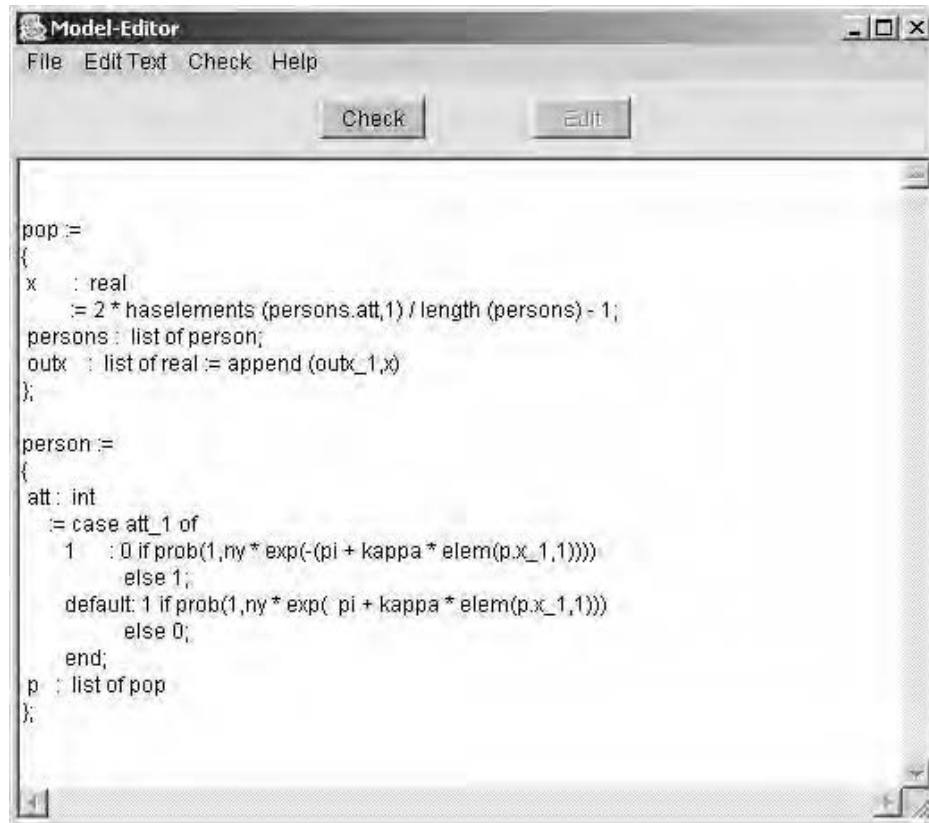 Model-Editor
File Edit Text Check Help
Check Edit
pop :=
{
x : real
:= 2 * haselements (persons.att,1) / length (persons) - 1;
persons : list of person;
outx : list of real := append (outx_1,x)
};
person :=
{
att : int
:= case att_1 of
1 : 0 if prob(1,ny * exp(-(pi + kappa * elem(p.x_1,1))))
else 1;
default: 1 if prob(1,ny * exp( pi + kappa * elem(p.x_1,1)))
else 0;
end;
p : list of pop
};